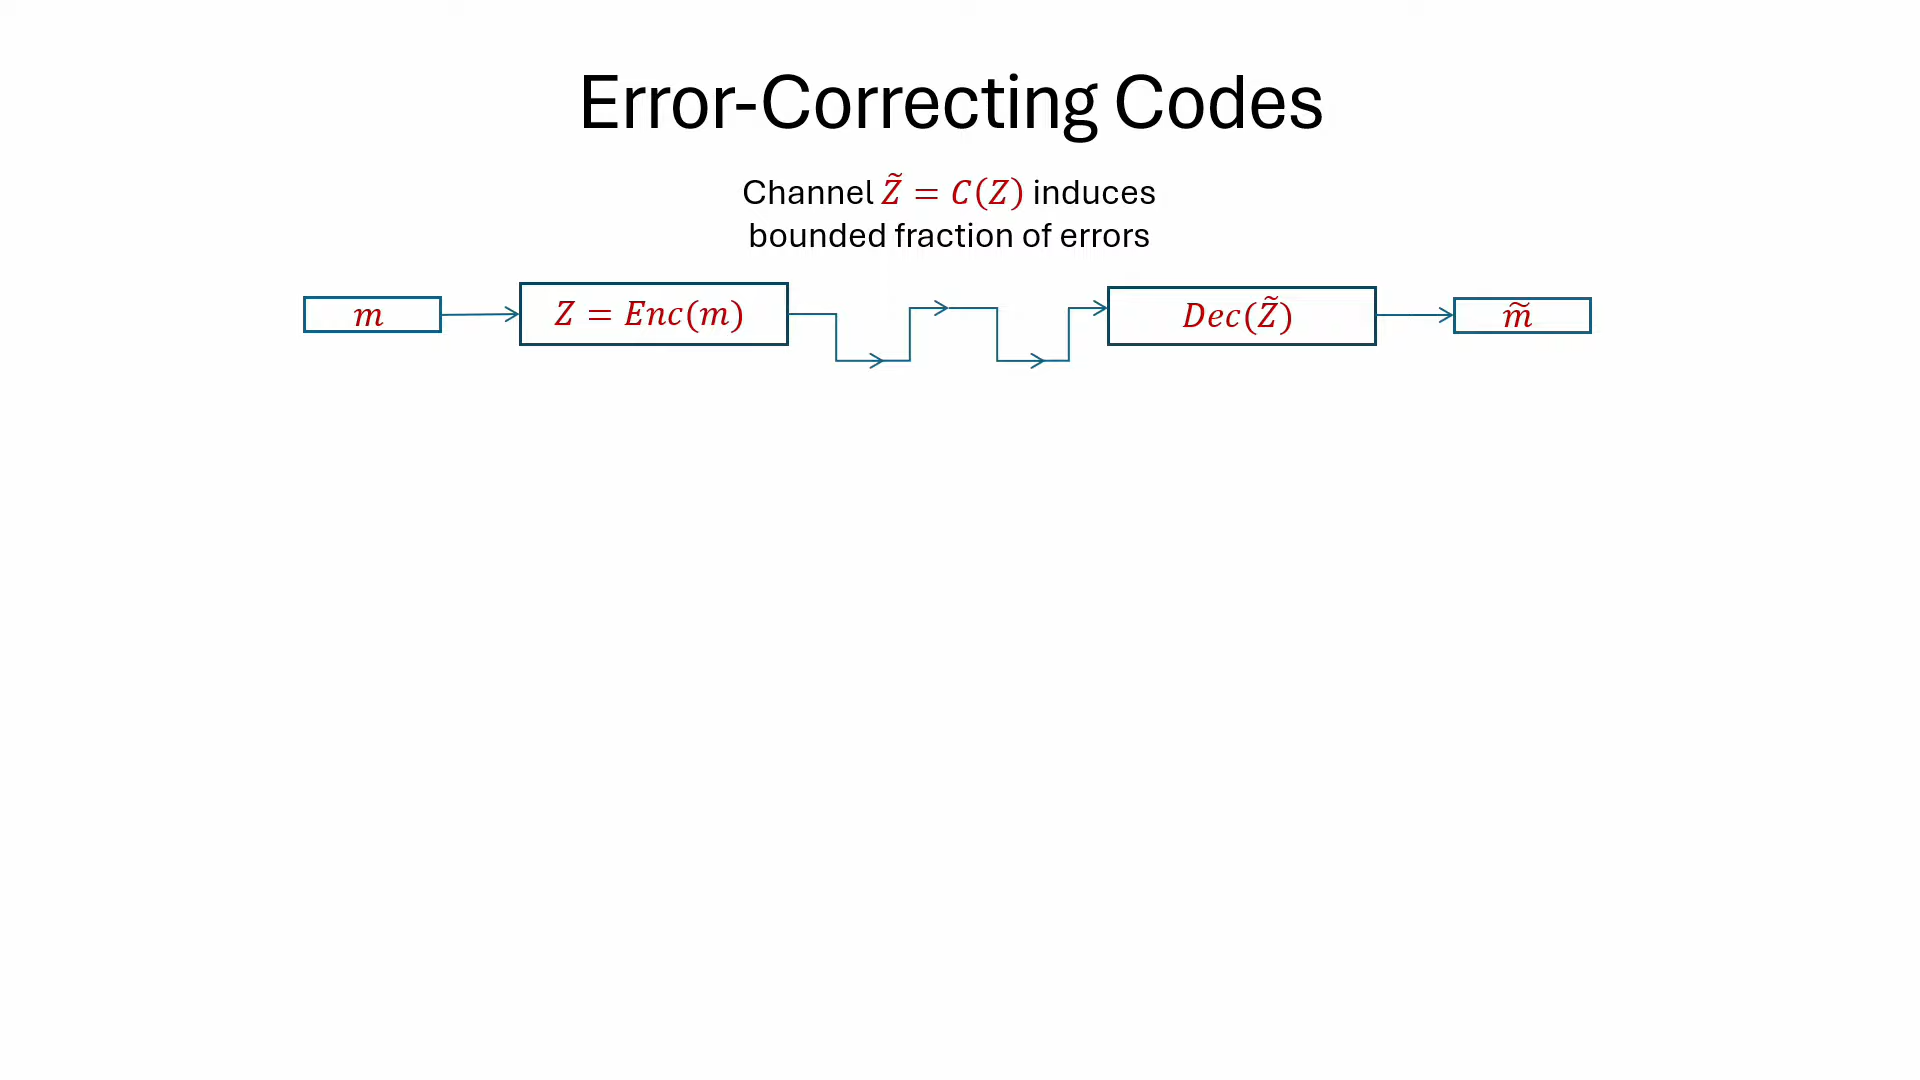 Error-Correcting Codes
Channel Z̃ = C(Z) induces
bounded fraction of errors
m
Z = Enc(m)
Dec(Z̃)
m̃